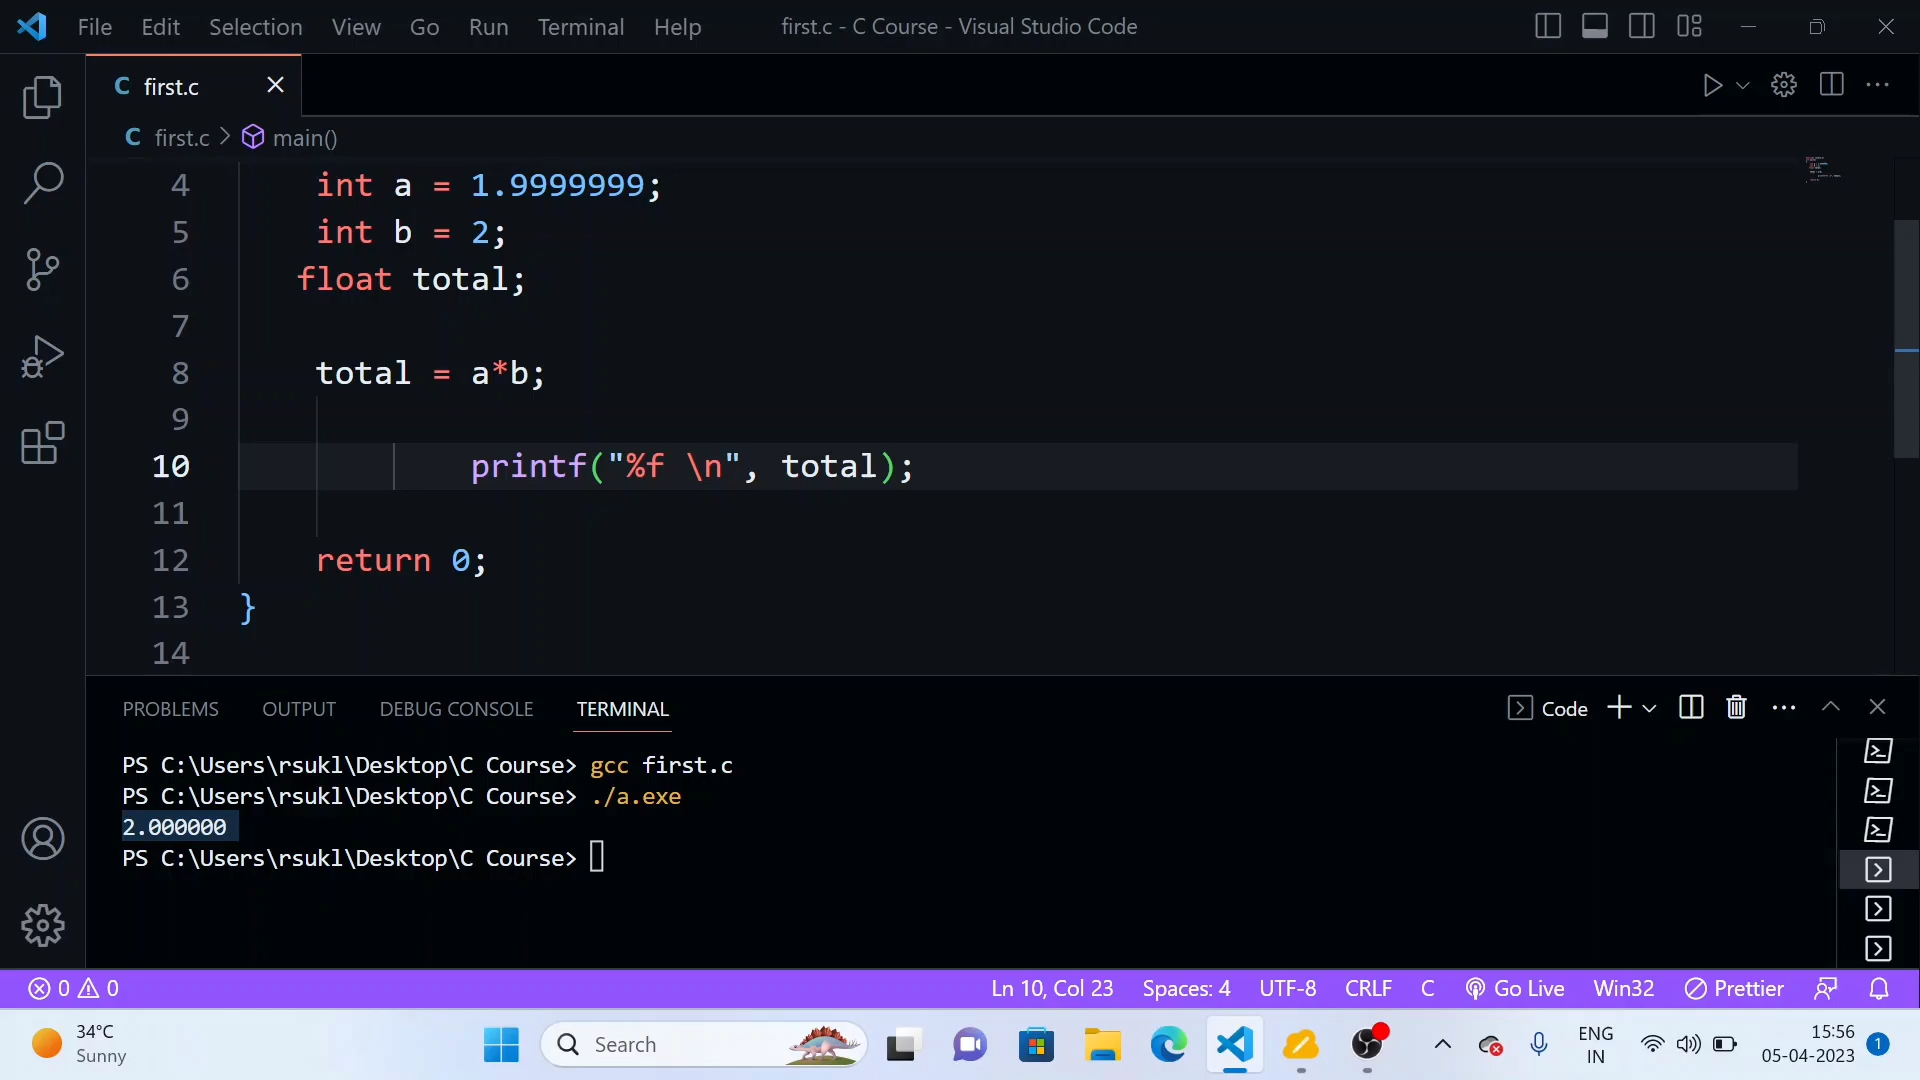 File Edit Selection View Go Run Terminal Help first.c - C Course - Visual Studio Code
C first.c
C first.c > main()
4 int a = 1.9999999;
5 int b = 2;
6 float total;
7
8 total = a*b;
9
10 printf("%f \n", total);
11
12 return 0;
13 }
14
PROBLEMS OUTPUT DEBUG CONSOLE TERMINAL Code
PS C:\Users\rsukl\Desktop\C Course> gcc first.c
PS C:\Users\rsukl\Desktop\C Course> ./a.exe
2.000000
PS C:\Users\rsukl\Desktop\C Course>
0 0 Ln 10, Col 23 Spaces: 4 UTF-8 CRLF C Go Live Win32 Prettier
34°C
Sunny
Search
ENG
IN
15:56
05-04-2023
1